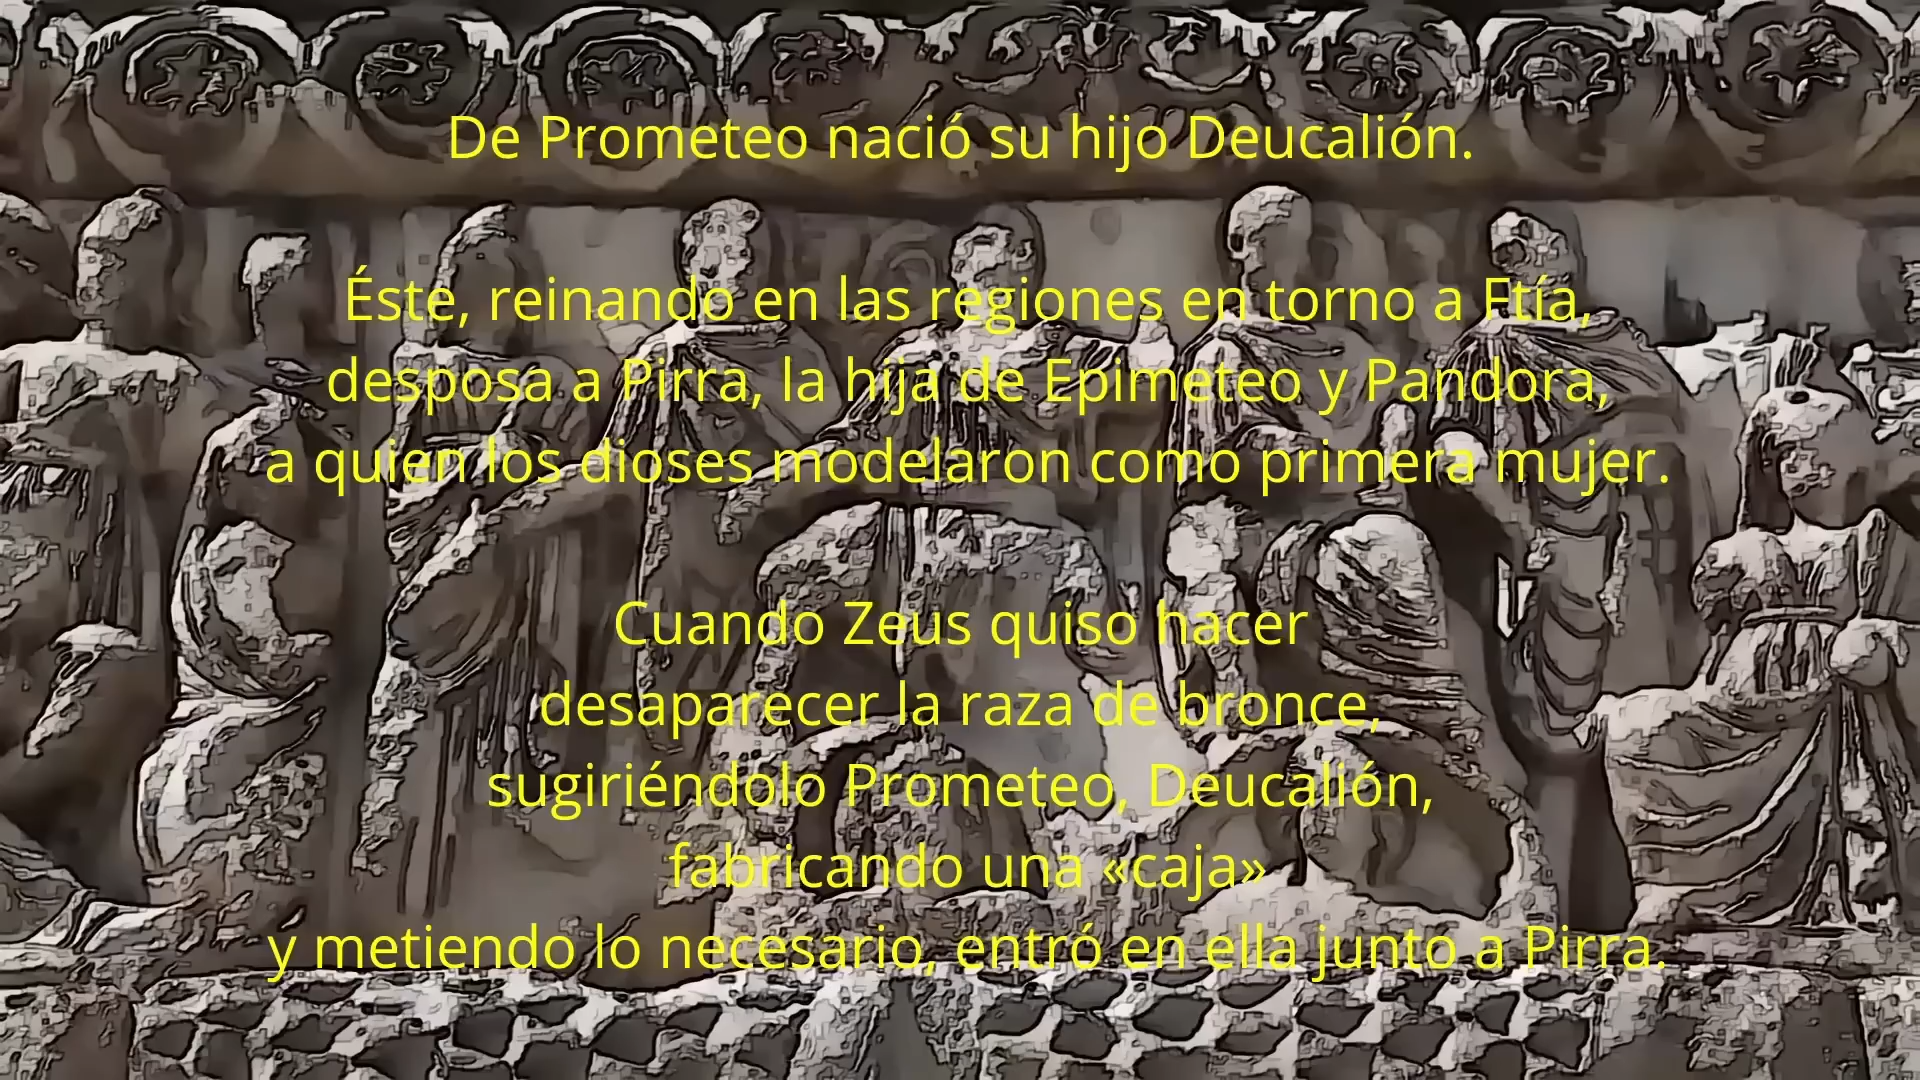 De Prometeo nació su hijo Deucalión.
Éste, reinando en las regiones en torno a Ftía,
desposa a Pirra, la hija de Epimeteo y Pandora,
a quien los dioses modelaron como primera mujer.
Cuando Zeus quiso hacer
desaparecer la raza de bronce,
sugiriéndolo Prometeo, Deucalión,
fabricando una «caja»
y metiendo lo necesario, entró en ella junto a Pirra.